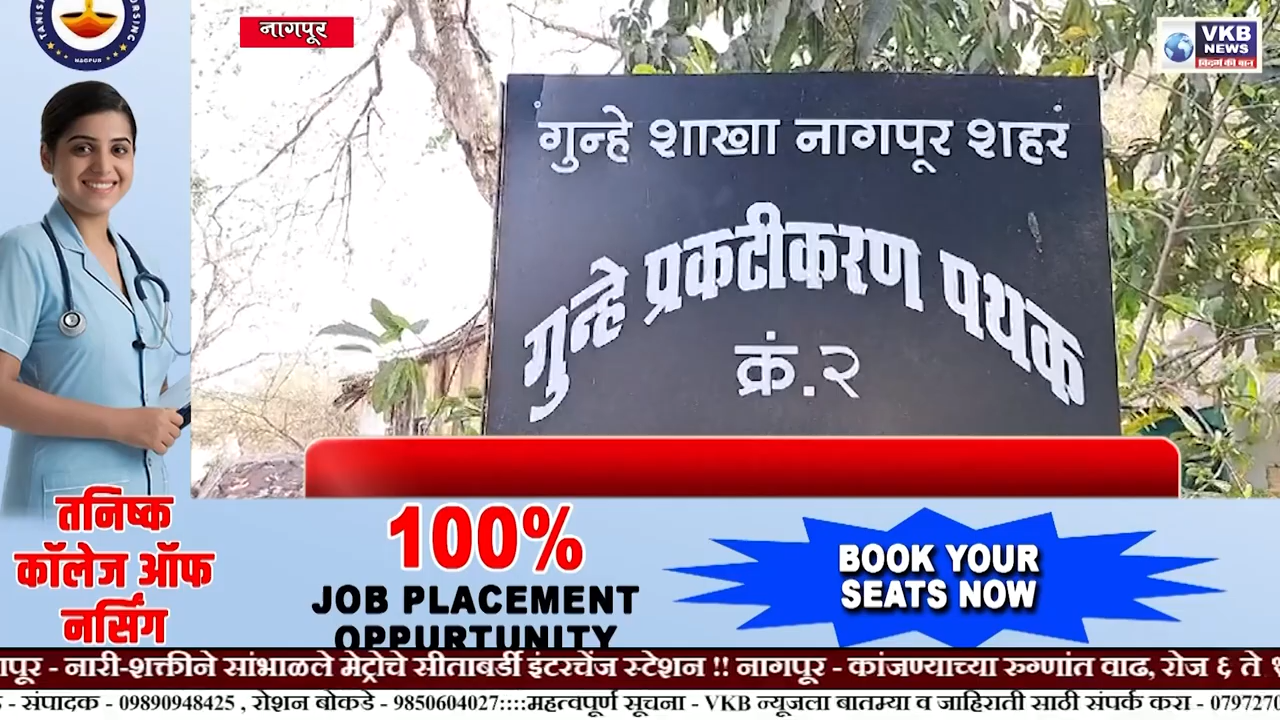 NAGPUR
नागपूर
VKB
NEWS
विदर्भ की बात
गुन्हे शाखा नागपूर शहर
गुन्हे प्रकटीकरण पथक
क्रं.२
तनिष्क
कॉलेज ऑफ
नर्सिंग
100%
JOB PLACEMENT
OPPURTUNITY
BOOK YOUR
SEATS NOW
नारी-शक्तीने सांभाळले मेट्रोचे सीताबर्डी इंटरचेंज स्टेशन !! नागपूर - कांजण्याच्या रुग्णांत वाढ, रोज ६ ते
- संपादक - 09890948425 , रोशन बोकडे - 9850604027::::महत्वपूर्ण सूचना - VKB न्यूजला बातम्या व जाहिराती साठी संपर्क करा -